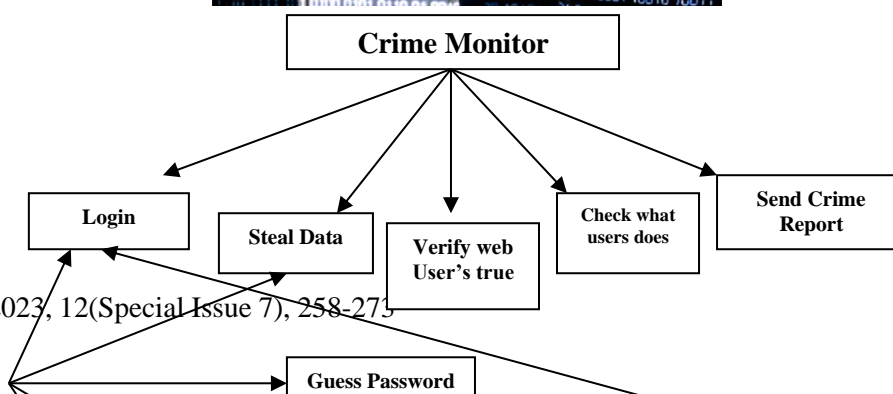 Crime Monitor
Login
Steal Data
Verify web
User's true
Check what
users does
Send Crime
Report
023, 12(Special Issue 7), 258-273
Guess Password